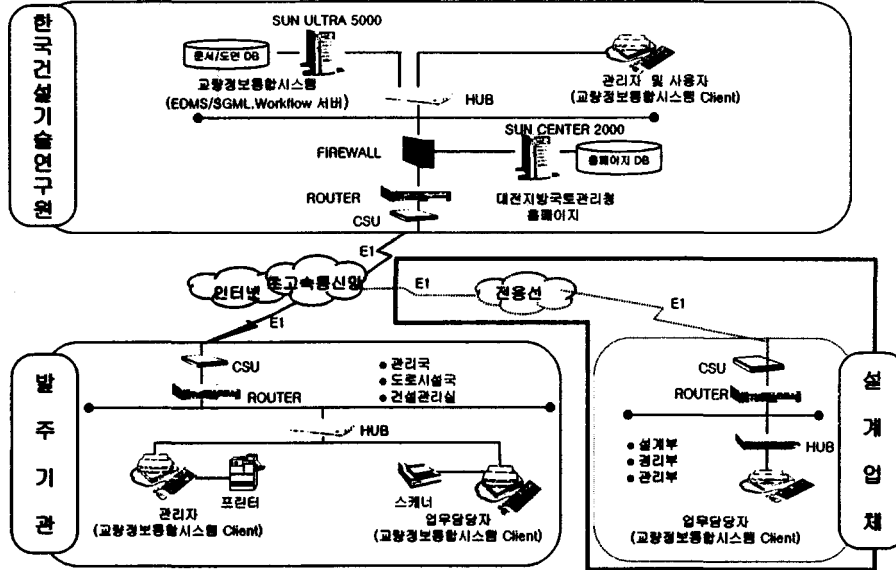 한국건설기술연구원
SUN ULTRA 5000
문서/도면 DB
교량정보통합시스템
(EDMS/SGML,Workflow 서버)
HUB
관리자 및 사용자
(교량정보통합시스템 Client)
SUN CENTER 2000
FIREWALL
홈페이지 DB
ROUTER
대전지방국토관리청
홈페이지
CSU
E1
인터넷
초고속통신망
E1
전용선
E1
E1
발주기관
CSU
ROUTER
● 관리국
● 도로시설국
● 건설관리실
HUB
관리자
(교량정보통합시스템 Client)
프린터
스캐너
업무담당자
(교량정보통합시스템 Client)
설계업체
CSU
ROUTER
● 설계부
● 경리부
● 관리부
HUB
업무담당자
(교량정보통합시스템 Client)